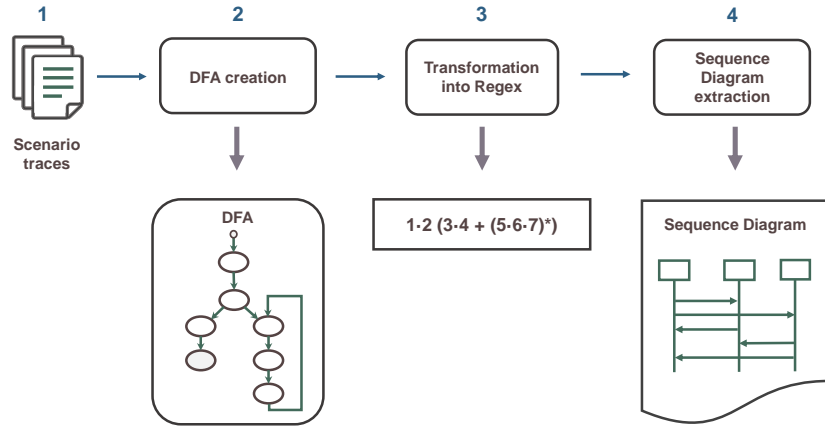 1
2
3
4
Scenario
traces
DFA creation
Transformation
into Regex
Sequence
Diagram
extraction
DFA
1·2 (3·4 + (5·6·7)*)
Sequence Diagram